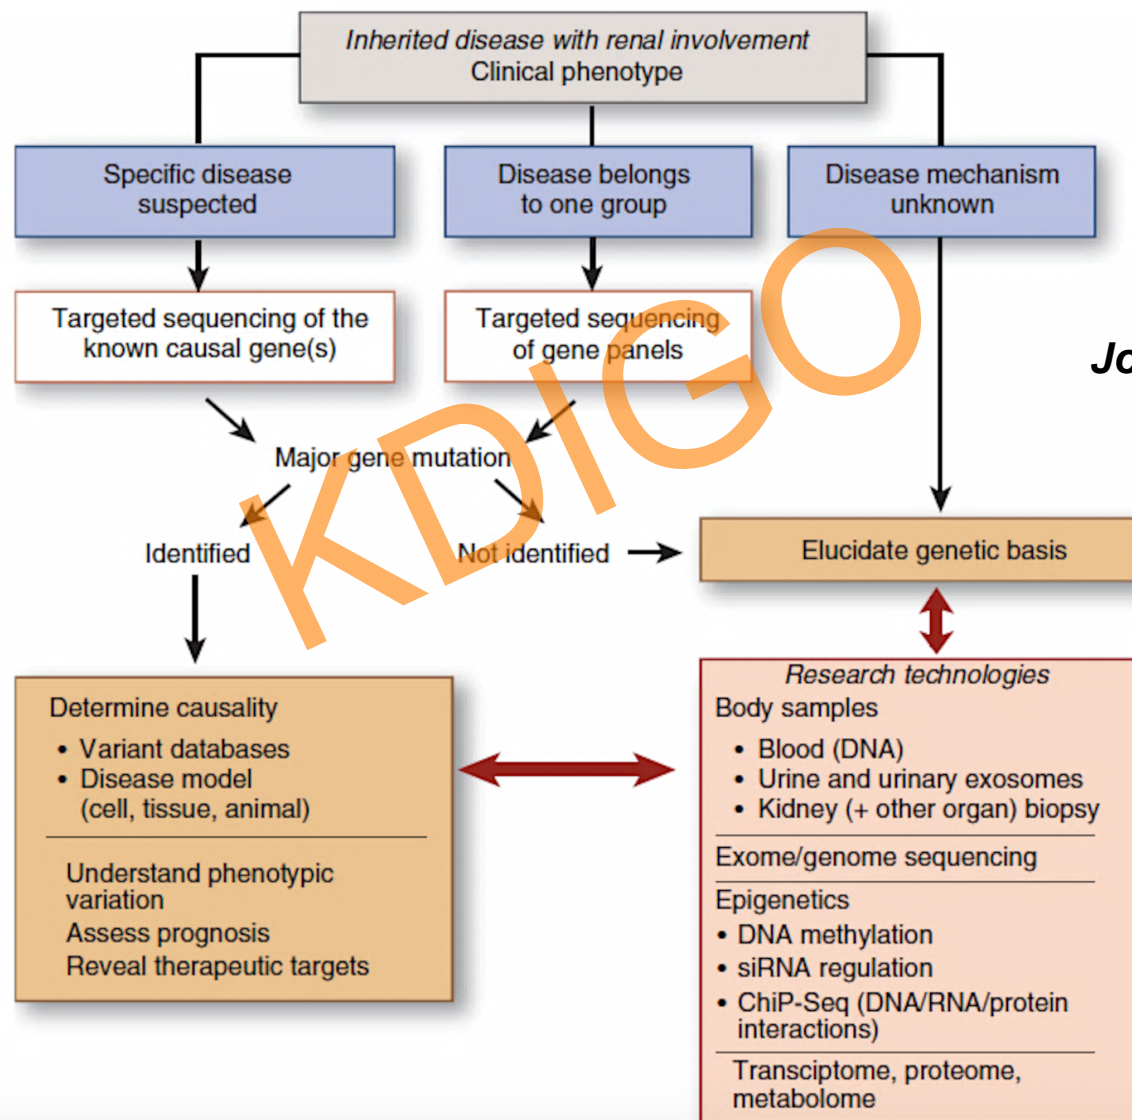 Inherited disease with renal involvement
Clinical phenotype
Specific disease
suspected
Disease belongs
to one group
Disease mechanism
unknown
Targeted sequencing of the
known causal gene(s)
Targeted sequencing
of gene panels
Jo
Major gene mutation
Identified
Not identified
Elucidate genetic basis
KDIGO
Determine causality
• Variant databases
• Disease model
(cell, tissue, animal)
Understand phenotypic
variation
Assess prognosis
Reveal therapeutic targets
Research technologies
Body samples
• Blood (DNA)
• Urine and urinary exosomes
• Kidney (+ other organ) biopsy
Exome/genome sequencing
Epigenetics
• DNA methylation
• siRNA regulation
• ChiP-Seq (DNA/RNA/protein
interactions)
Transciptome, proteome,
metabolome